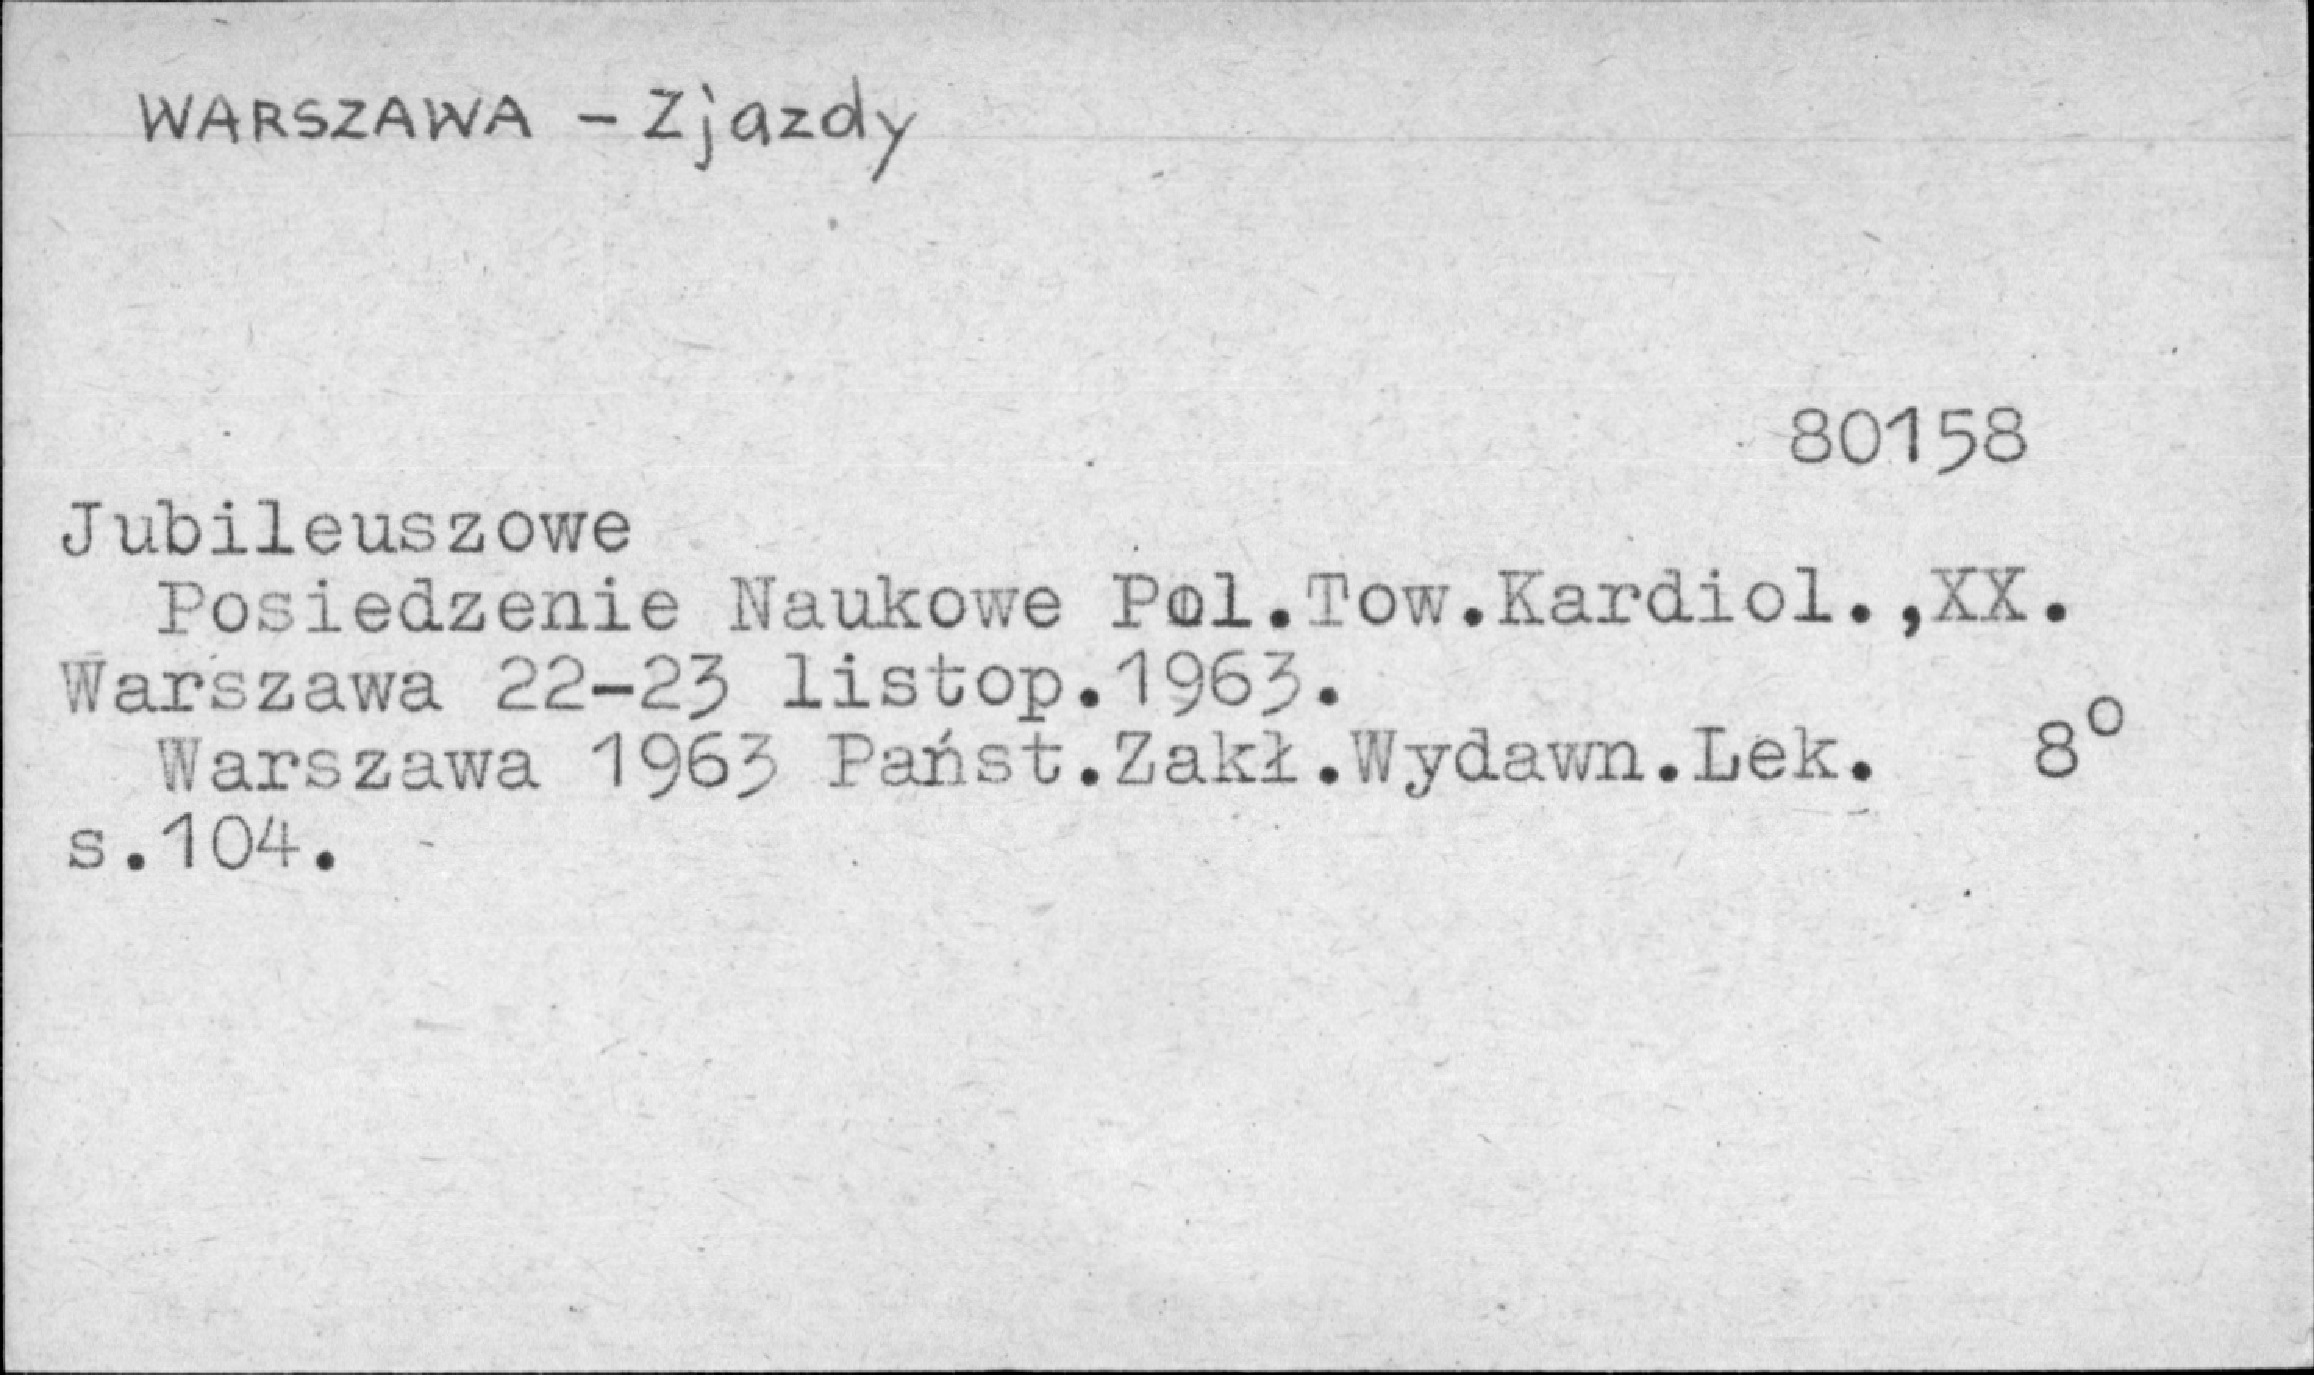 WARSZAWA - Zjazdy
80158
Jubileuszowe
Posiedzenie Naukowe Pol.Tow.Kardiol.,XX.
Warszawa 22-23 listop.1963.
Warszawa 1963 Państ.Zakł.Wydawn.Lek. 8°
s.104.